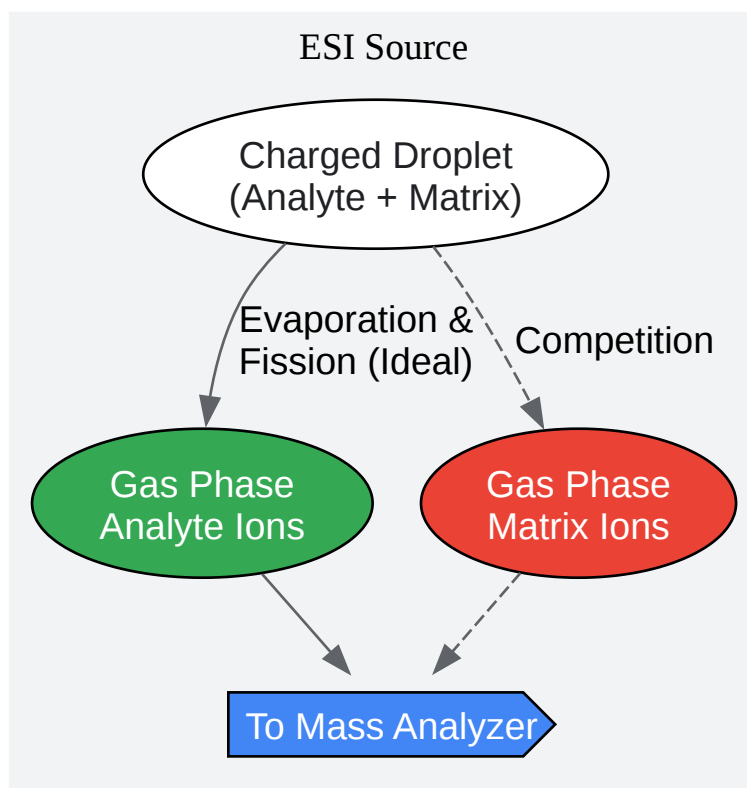 ESI Source
Charged Droplet
(Analyte + Matrix)
Evaporation &
Fission (Ideal)
Competition
Gas Phase
Analyte Ions
Gas Phase
Matrix Ions
To Mass Analyzer